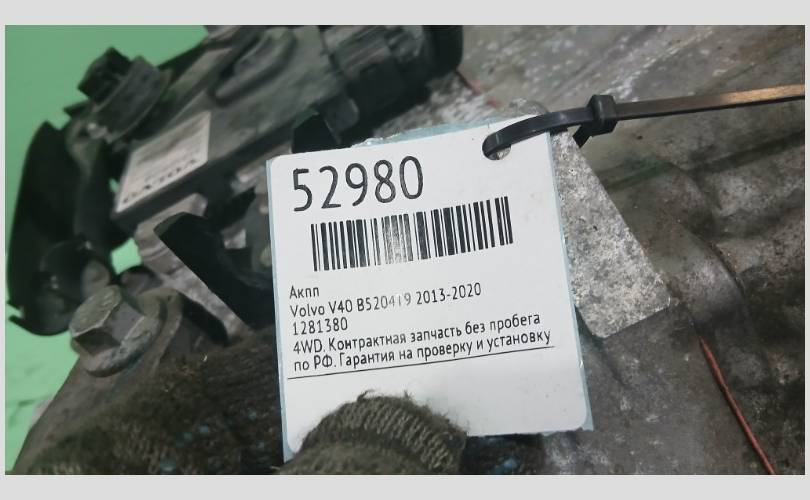 52980
Акпп
Volvo V40 B5204T9 2013-2020
1281380
4WD. Контрактная запчасть без пробега
по РФ. Гарантия на проверку и установку
VOLVO